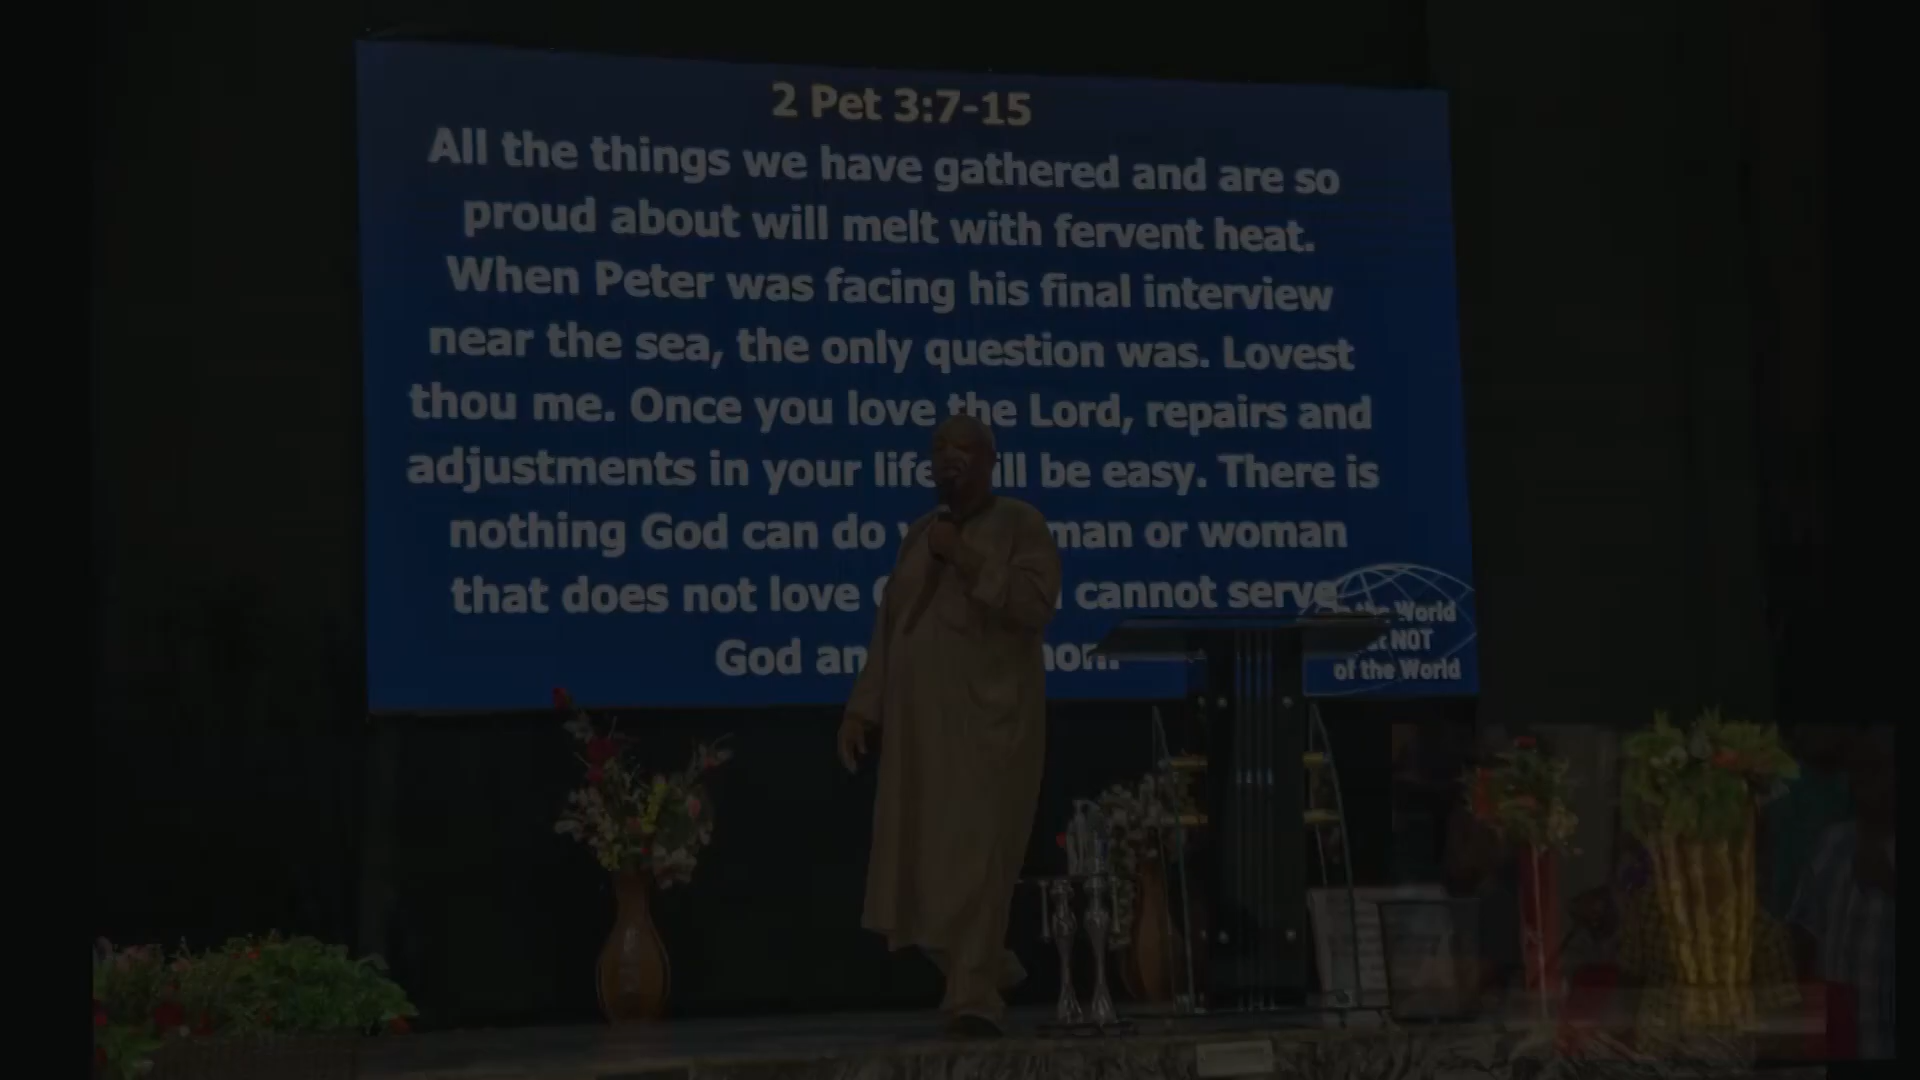 2 Pet 3:7-15
All the things we have gathered and are so
proud about will melt with fervent heat.
When Peter was facing his final interview
near the sea, the only question was. Lovest
thou me. Once you love the Lord, repairs and
adjustments in your life will be easy. There is
nothing God can do man or woman
that does not love cannot serve
God
the World
NOT
of the World